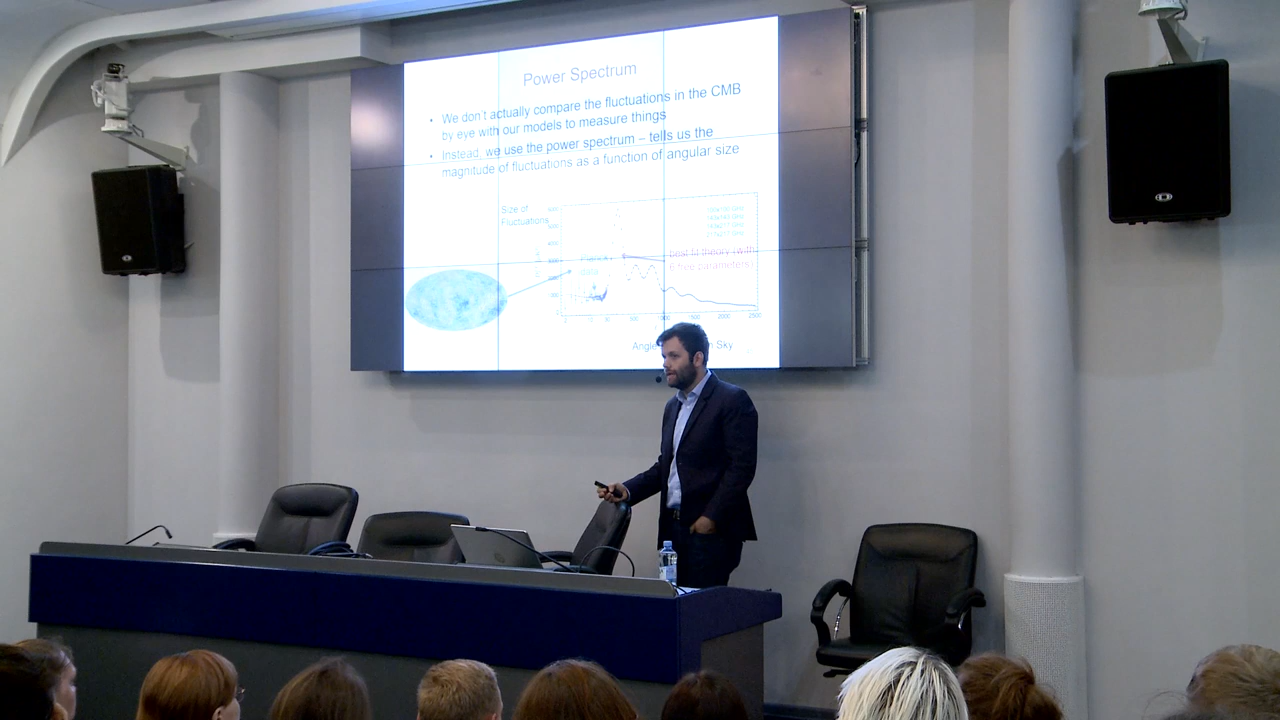 Power Spectrum
• We don't actually compare the fluctuations in the CMB
by eye with our models to measure things
• Instead, we use the power spectrum – tells us the
magnitude of fluctuations as a function of angular size
Size of
Fluctuations
best fit theory (with
6 free parameters)
500
1000
1500
2000
2500
Sky